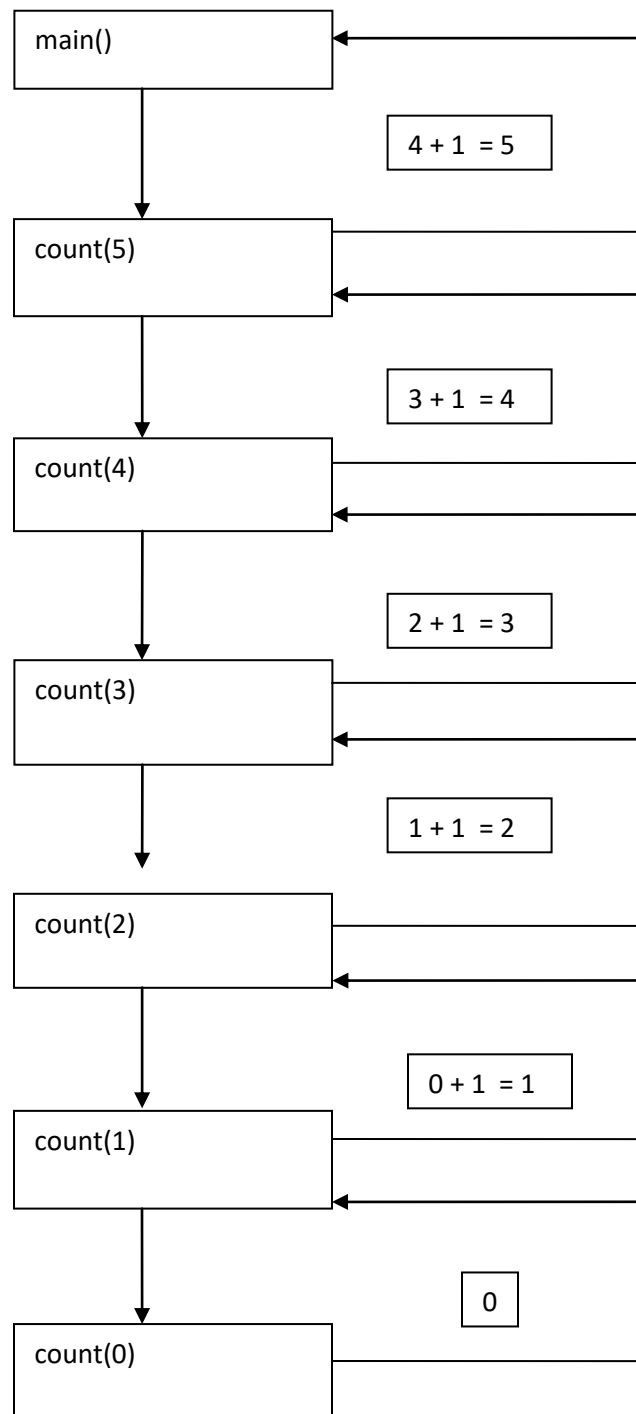 main()
4 + 1 = 5
count(5)
3 + 1 = 4
count(4)
2 + 1 = 3
count(3)
1 + 1 = 2
count(2)
0 + 1 = 1
count(1)
0
count(0)